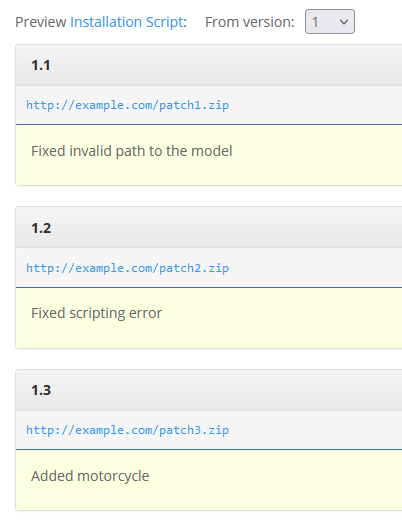 Preview Installation Script: From version: 1
1.1
http://example.com/patch1.zip
Fixed invalid path to the model
1.2
http://example.com/patch2.zip
Fixed scripting error
1.3
http://example.com/patch3.zip
Added motorcycle